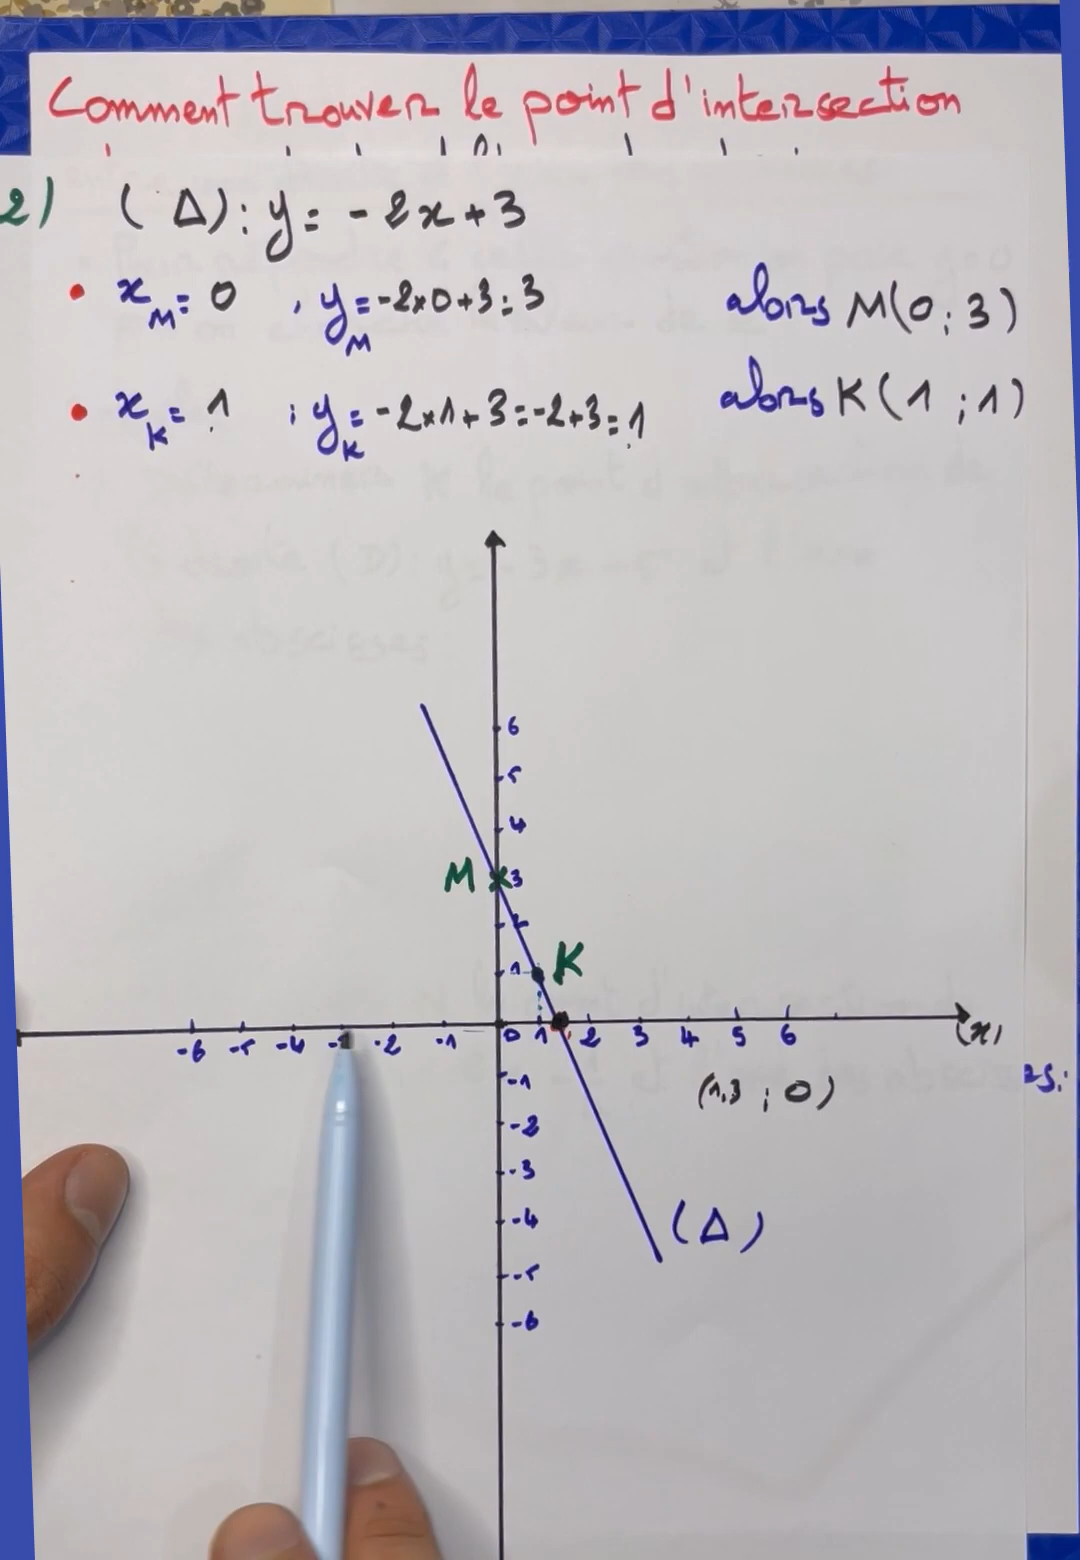 Comment trouver le point d'intersection
2) (Δ): y = -2x+3
• x_M = 0 , y_M = -2×0+3 = 3 alors M(0 ; 3)
• x_K = 1 ; y_K = -2×1+3 = -2+3 = 1 alors K(1 ; 1)
6
5
4
M 3
2
1 K
-6 -5 -4 -3 -2 -1 0 1 2 3 4 5 6 (x)
-1 (1,3 ; 0)
-2
-3
-4 (Δ)
-5
-6